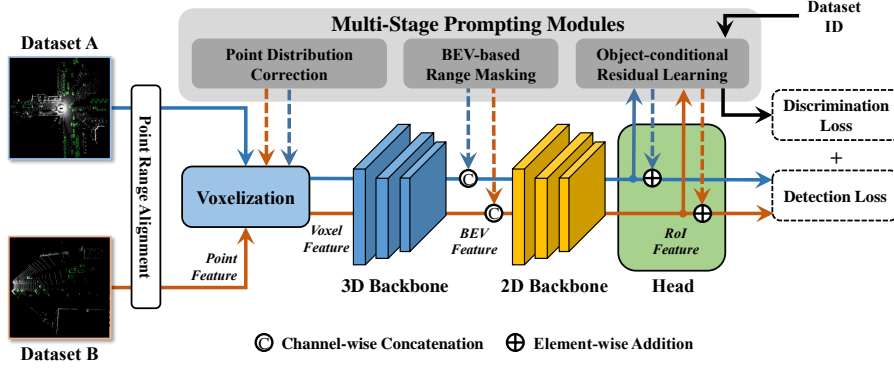 Multi-Stage Prompting Modules
Dataset
ID
Dataset A
Point Distribution
Correction
BEV-based
Range Masking
Object-conditional
Residual Learning
Point Range Alignment
Discrimination
Loss
+
Voxelization
C
C
Detection Loss
Voxel
Feature
BEV
Feature
RoI
Feature
Point
Feature
3D Backbone
2D Backbone
Head
Dataset B
C Channel-wise Concatenation
Element-wise Addition